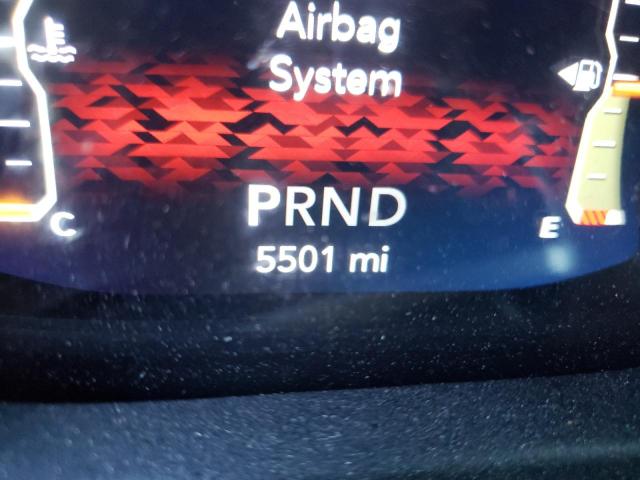 Airbag
System
PRND
C
E
5501 mi